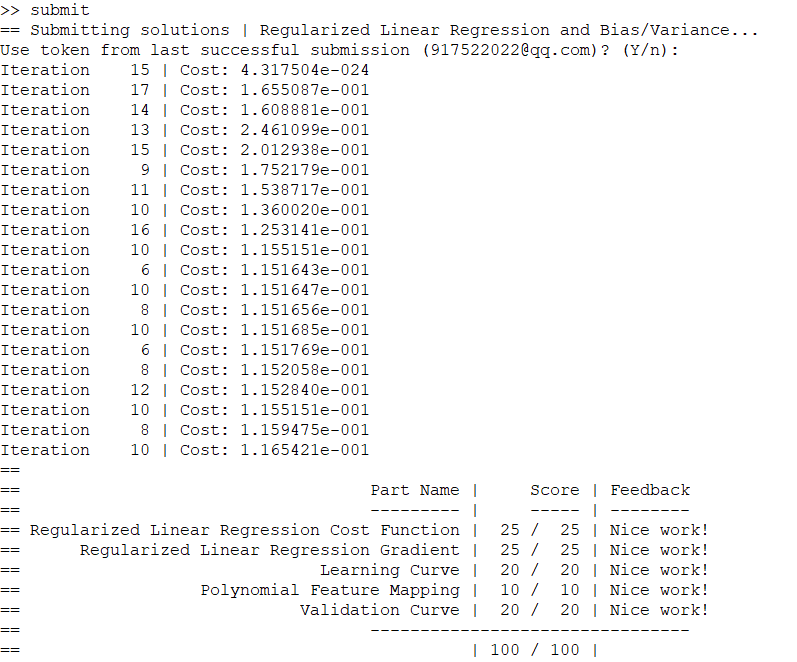 >> submit
== Submitting solutions | Regularized Linear Regression and Bias/Variance...
Use token from last successful submission (917522022@qq.com)? (Y/n):
Iteration    15 | Cost: 4.317504e-024
Iteration    17 | Cost: 1.655087e-001
Iteration    14 | Cost: 1.608881e-001
Iteration    13 | Cost: 2.461099e-001
Iteration    15 | Cost: 2.012938e-001
Iteration     9 | Cost: 1.752179e-001
Iteration    11 | Cost: 1.538717e-001
Iteration    10 | Cost: 1.360020e-001
Iteration    16 | Cost: 1.253141e-001
Iteration    10 | Cost: 1.155151e-001
Iteration     6 | Cost: 1.151643e-001
Iteration    10 | Cost: 1.151647e-001
Iteration     8 | Cost: 1.151656e-001
Iteration    10 | Cost: 1.151685e-001
Iteration     6 | Cost: 1.151769e-001
Iteration     8 | Cost: 1.152058e-001
Iteration    12 | Cost: 1.152840e-001
Iteration    10 | Cost: 1.155151e-001
Iteration     8 | Cost: 1.159475e-001
Iteration    10 | Cost: 1.165421e-001
==
==                                   Part Name |     Score | Feedback
==                                   --------- |     ----- | --------
== Regularized Linear Regression Cost Function |  25 /  25 | Nice work!
==      Regularized Linear Regression Gradient |  25 /  25 | Nice work!
==                              Learning Curve |  20 /  20 | Nice work!
==                  Polynomial Feature Mapping |  10 /  10 | Nice work!
==                            Validation Curve |  20 /  20 | Nice work!
==                                   --------------------------------
==                                             | 100 / 100 |